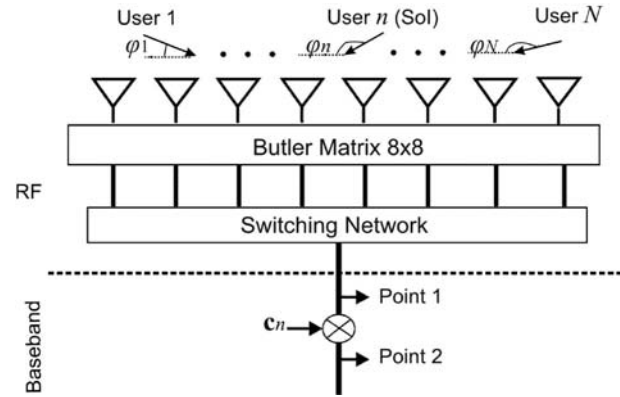 User 1
User n (SoI)
User N
φ1
φn
φN
Butler Matrix 8x8
RF
Switching Network
Point 1
cn
Point 2
Baseband